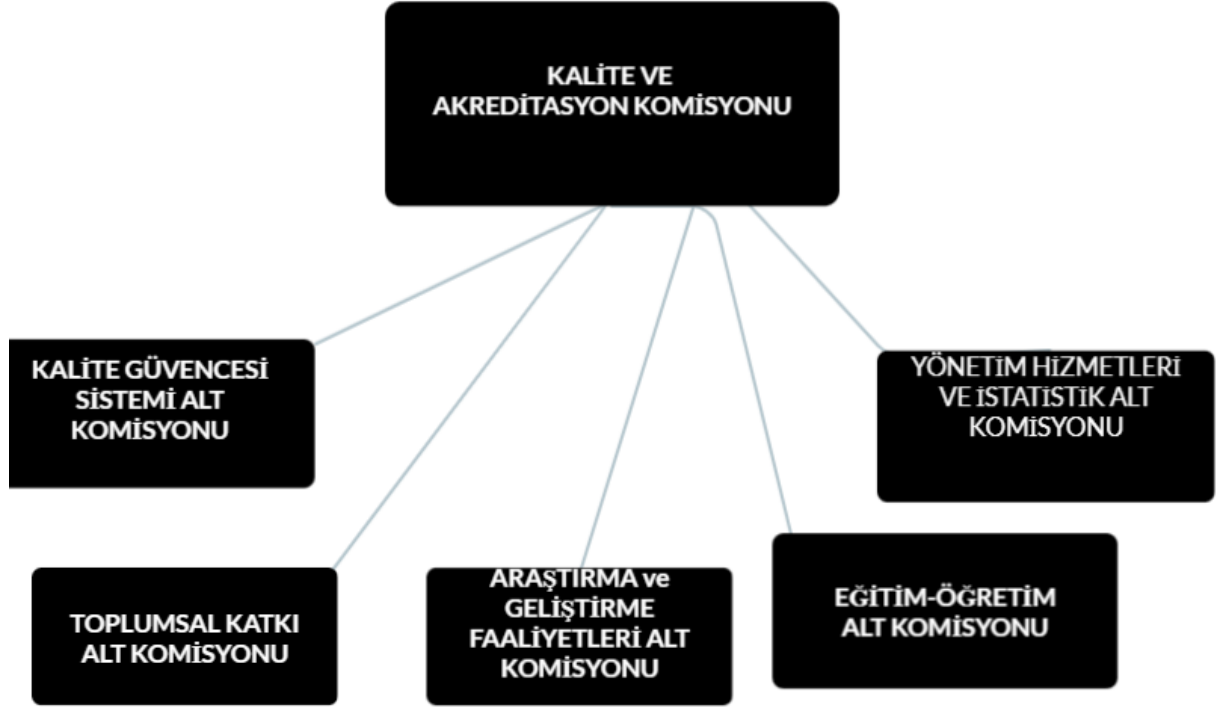 KALİTE VE
AKREDİTASYON KOMİSYONU
KALİTE GÜVENCESİ
SİSTEMİ ALT
KOMİSYONU
YÖNETİM HİZMETLERİ
VE İSTATİSTİK ALT
KOMİSYONU
TOPLUMSAL KATKI
ALT KOMİSYONU
ARAŞTIRMA ve
GELİŞTİRME
FAALİYETLERİ ALT
KOMİSYONU
EĞİTİM-ÖĞRETİM
ALT KOMİSYONU